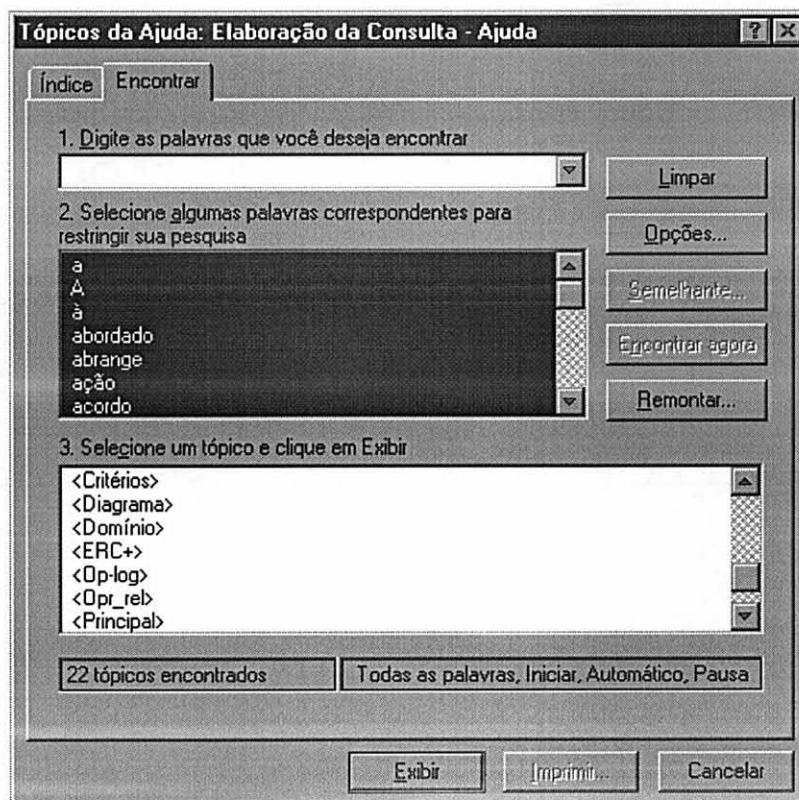 Tópicos da Ajuda: Elaboração da Consulta - Ajuda
Índice
Encontrar
1. Digite as palavras que você deseja encontrar
Limpar
2. Selecione algumas palavras correspondentes para
restringir sua pesquisa
Opções...
a
A
à
abordado
abrange
ação
acordo
Semelhante...
Encontrar agora
Remontar...
3. Selecione um tópico e clique em Exibir
<Critérios>
<Diagrama>
<Domínio>
<ERC+>
<Op-log>
<Opr_rel>
<Principal>
22 tópicos encontrados
Todas as palavras, Iniciar, Automático, Pausa
Exibir
Imprimir...
Cancelar